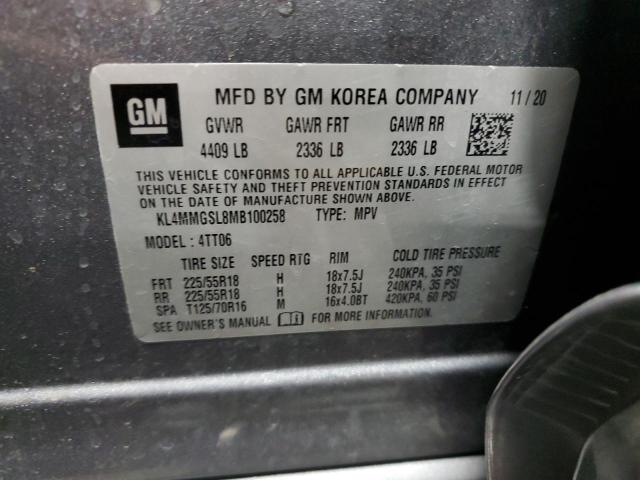 GM
MFD BY GM KOREA COMPANY 11/20
GVWR GAWR FRT GAWR RR
4409 LB 2336 LB 2336 LB
THIS VEHICLE CONFORMS TO ALL APPLICABLE U.S. FEDERAL MOTOR
VEHICLE SAFETY AND THEFT PREVENTION STANDARDS IN EFFECT
ON THE DATE OF MANUFACTURE SHOWN ABOVE.
KL4MMGSL8MB100258 TYPE: MPV
MODEL : 4TT06
TIRE SIZE SPEED RTG RIM COLD TIRE PRESSURE
FRT 225/55R18 H 18x7.5J 240KPA, 35 PSI
RR 225/55R18 H 18x7.5J 240KPA, 35 PSI
SPA T125/70R16 M 16x4.0BT 420KPA, 60 PSI
SEE OWNER'S MANUAL FOR MORE INFORMATION.